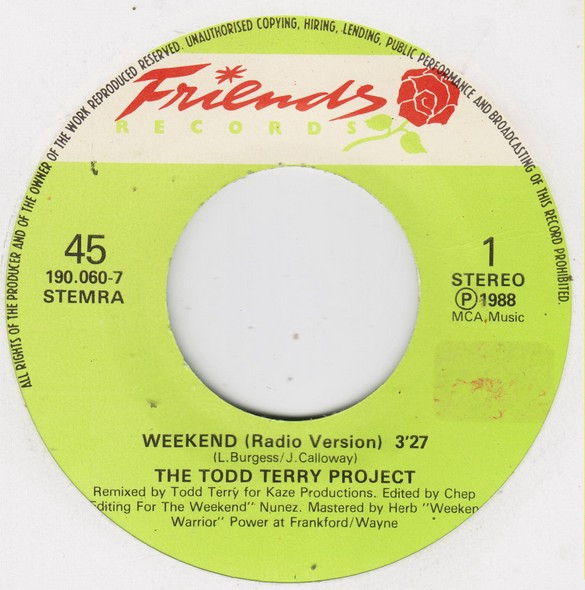 ALL RIGHTS OF THE PRODUCER AND OF THE OWNER OF THE WORK REPRODUCED RESERVED. UNAUTHORISED COPYING, HIRING, LENDING, PUBLIC PERFORMANCE AND BROADCASTING OF THIS RECORD PROHIBITED.
Friends
RECORDS
45
190.060-7
STEMRA
1
STEREO
Ⓟ1988
MCA,Music
WEEKEND (Radio Version) 3'27
(L.Burgess/J.Calloway)
THE TODD TERRY PROJECT
Remixed by Todd Terry for Kaze Productions. Edited by Chep
Editing For The Weekend" Nunez. Mastered by Herb "Weeken
Warrior" Power at Frankford/Wayne